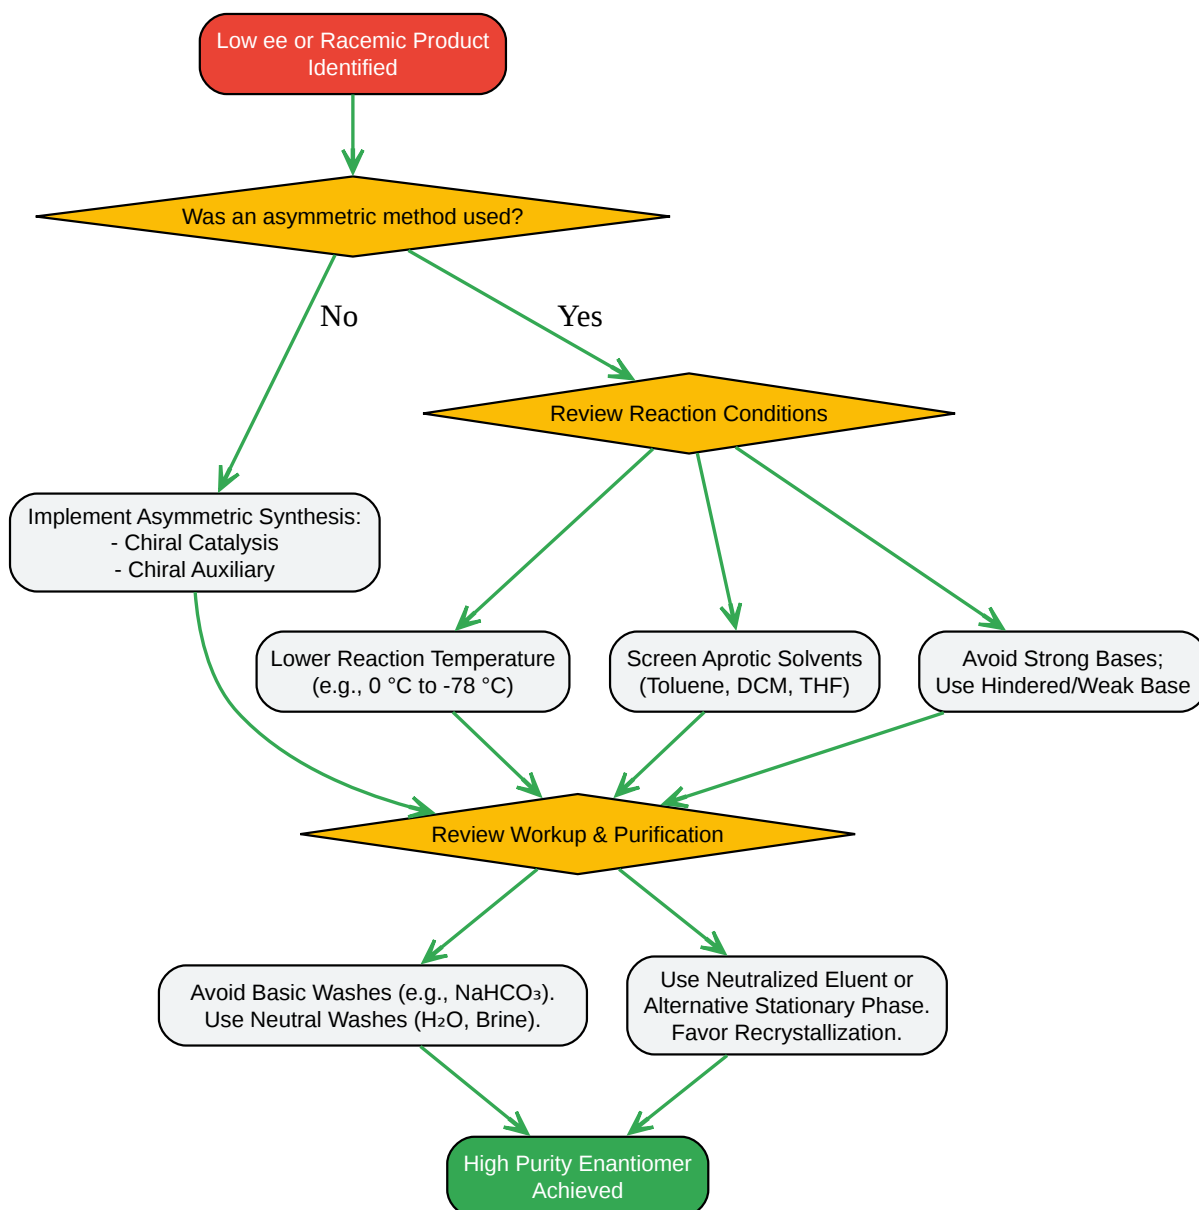 Low ee or Racemic Product
Identified
Was an asymmetric method used?
No
Yes
Review Reaction Conditions
Implement Asymmetric Synthesis:
- Chiral Catalysis
- Chiral Auxiliary
Lower Reaction Temperature
(e.g., 0 °C to -78 °C)
Screen Aprotic Solvents
(Toluene, DCM, THF)
Avoid Strong Bases;
Use Hindered/Weak Base
Review Workup & Purification
Avoid Basic Washes (e.g., NaHCO₃).
Use Neutral Washes (H₂O, Brine).
Use Neutralized Eluent or
Alternative Stationary Phase.
Favor Recrystallization.
High Purity Enantiomer
Achieved